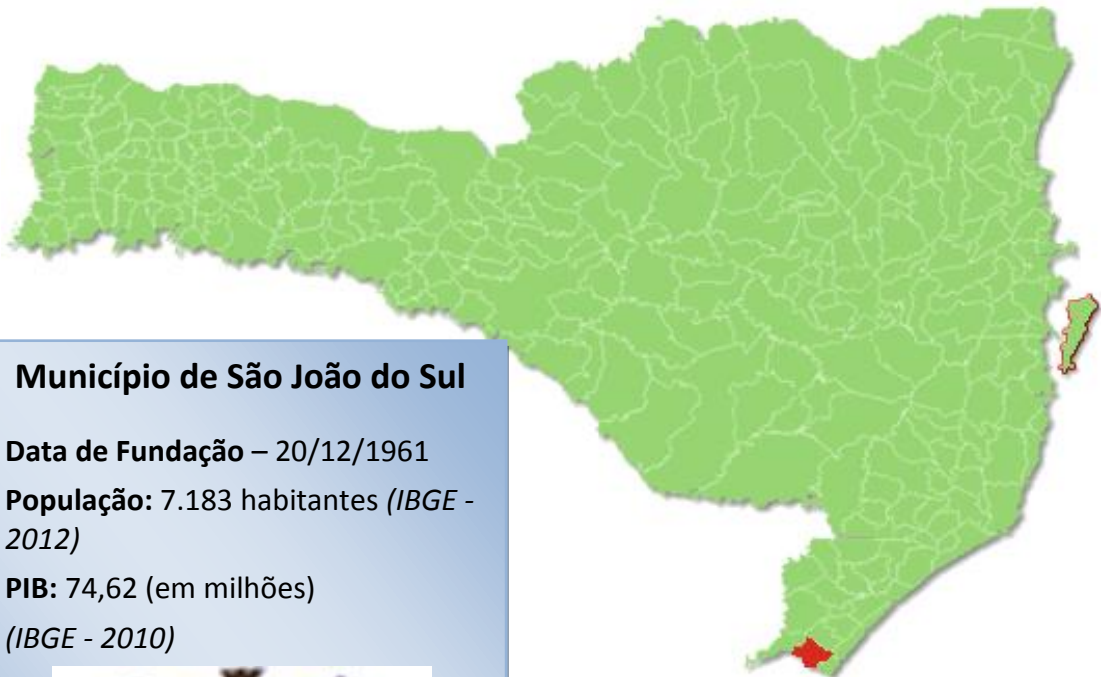 Município de São João do Sul
Data de Fundação – 20/12/1961
População: 7.183 habitantes (IBGE -
2012)
PIB: 74,62 (em milhões)
(IBGE - 2010)